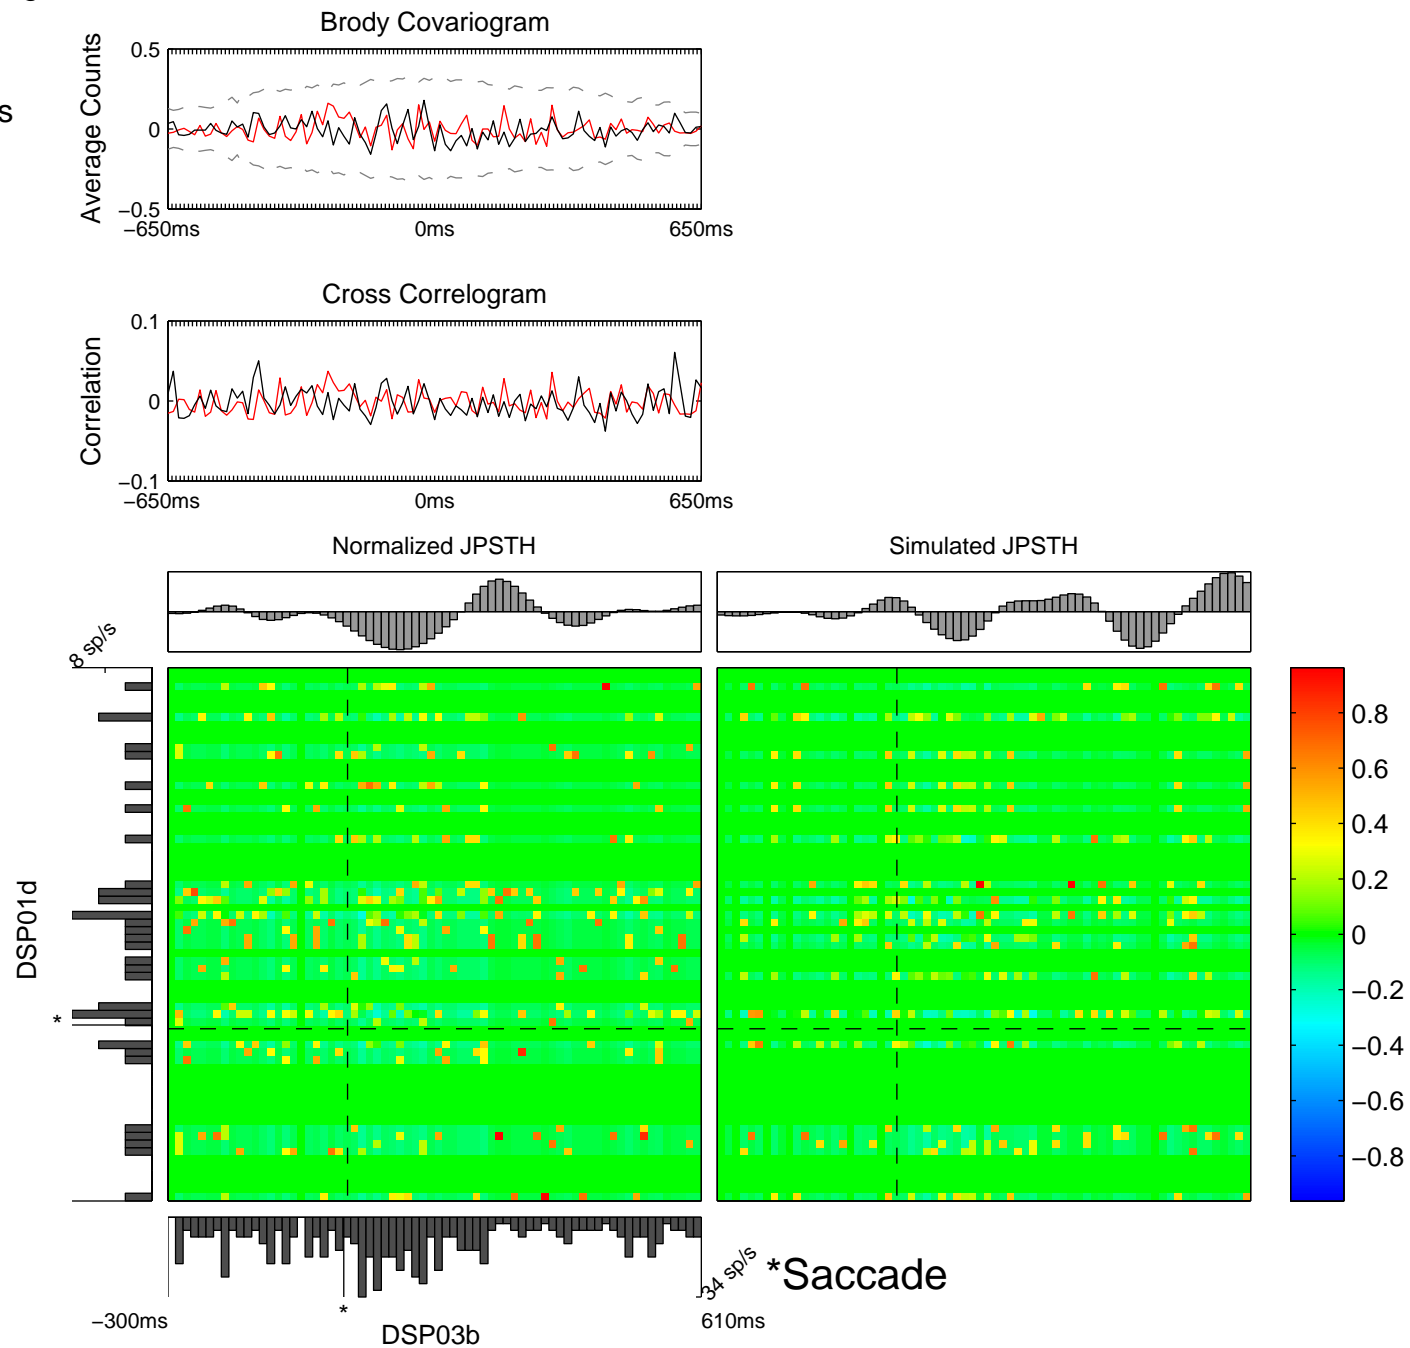 Brody Covariogram
0.5
0
−0.5
Average Counts
s
−650ms
0ms
650ms
Cross Correlogram
0.1
0
−0.1
Correlation
−650ms
0ms
650ms
Normalized JPSTH
Simulated JPSTH
8 sp/s
DSP01d
*
0.8
0.6
0.4
0.2
0
−0.2
−0.4
−0.6
−0.8
34 sp/s
*Saccade
*
−300ms
610ms
DSP03b